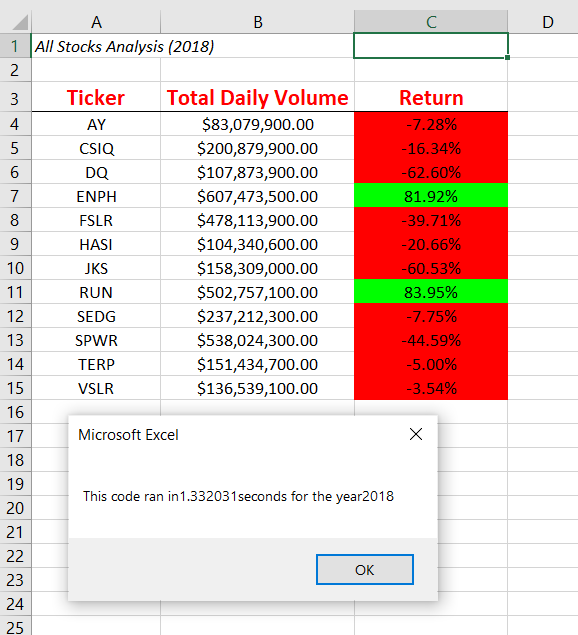 A B C D
1 All Stocks Analysis (2018)
2
3 Ticker Total Daily Volume Return
4 AY $83,079,900.00 -7.28%
5 CSIQ $200,879,900.00 -16.34%
6 DQ $107,873,900.00 -62.60%
7 ENPH $607,473,500.00 81.92%
8 FSLR $478,113,900.00 -39.71%
9 HASI $104,340,600.00 -20.66%
10 JKS $158,309,000.00 -60.53%
11 RUN $502,757,100.00 83.95%
12 SEDG $237,212,300.00 -7.75%
13 SPWR $538,024,300.00 -44.59%
14 TERP $151,434,700.00 -5.00%
15 VSLR $136,539,100.00 -3.54%
16
17 Microsoft Excel
18
19 This code ran in1.332031seconds for the year2018
20
21
22
23 OK
24
25